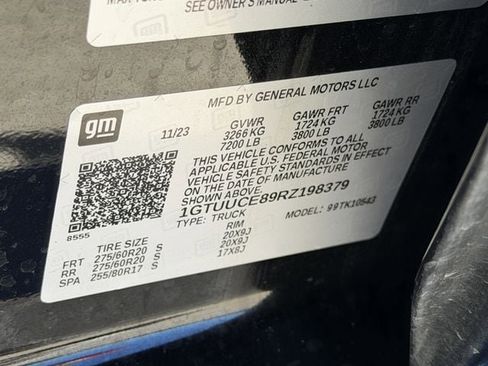 SEE OWNER'S MANUAL
MFD BY GENERAL MOTORS LLC
gm
11/23
GVWR GAWR FRT GAWR RR
3266 KG 1724 KG 1724 KG
7200 LB 3800 LB 3800 LB
THIS VEHICLE CONFORMS TO ALL
APPLICABLE U.S. FEDERAL MOTOR
VEHICLE SAFETY STANDARDS IN EFFECT
ON THE DATE OF MANUFACTURE
1GTUUCE89RZ198379
TYPE: TRUCK MODEL: 99TK10543
8555
TIRE SIZE RIM
FRT 275/60R20 S 20X9J
RR 275/60R20 S 20X9J
SPA 255/80R17 S 17X8J